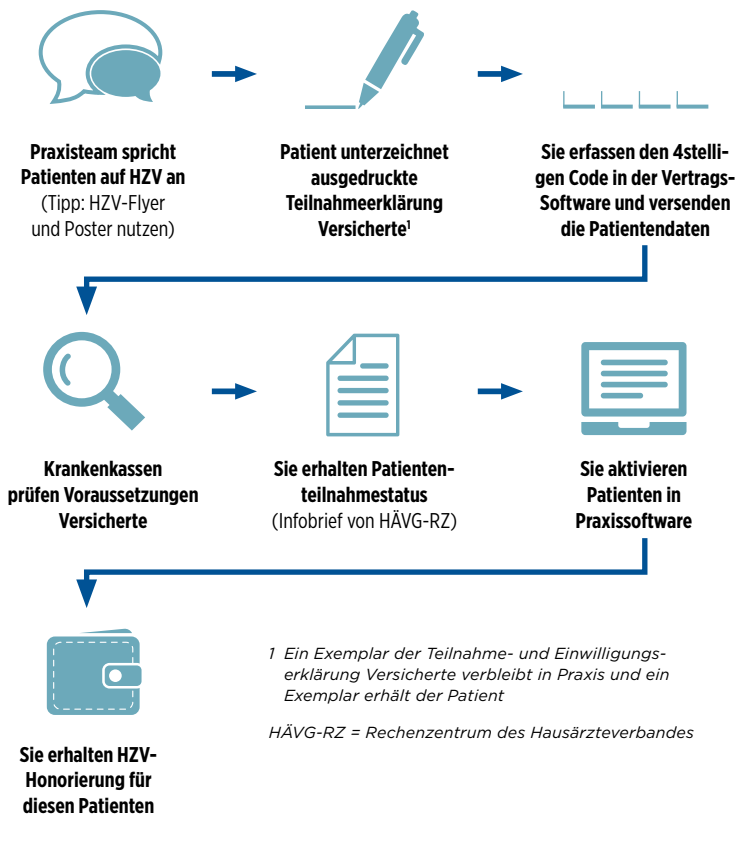 Praxisteam spricht
Patienten auf HZV an
(Tipp: HZV-Flyer
und Poster nutzen)
Patient unterzeichnet
ausgedruckte
Teilnahmeerklärung
Versicherte¹
Sie erfassen den 4stelli-
gen Code in der Vertrags-
Software und versenden
die Patientendaten
Krankenkassen
prüfen Voraussetzungen
Versicherte
Sie erhalten Patienten-
teilnahmestatus
(Infobrief von HÄVG-RZ)
Sie aktivieren
Patienten in
Praxissoftware
Sie erhalten HZV-
Honorierung für
diesen Patienten
1 Ein Exemplar der Teilnahme- und Einwilligungs-
erklärung Versicherte verbleibt in Praxis und ein
Exemplar erhält der Patient
HÄVG-RZ = Rechenzentrum des Hausärzteverbandes